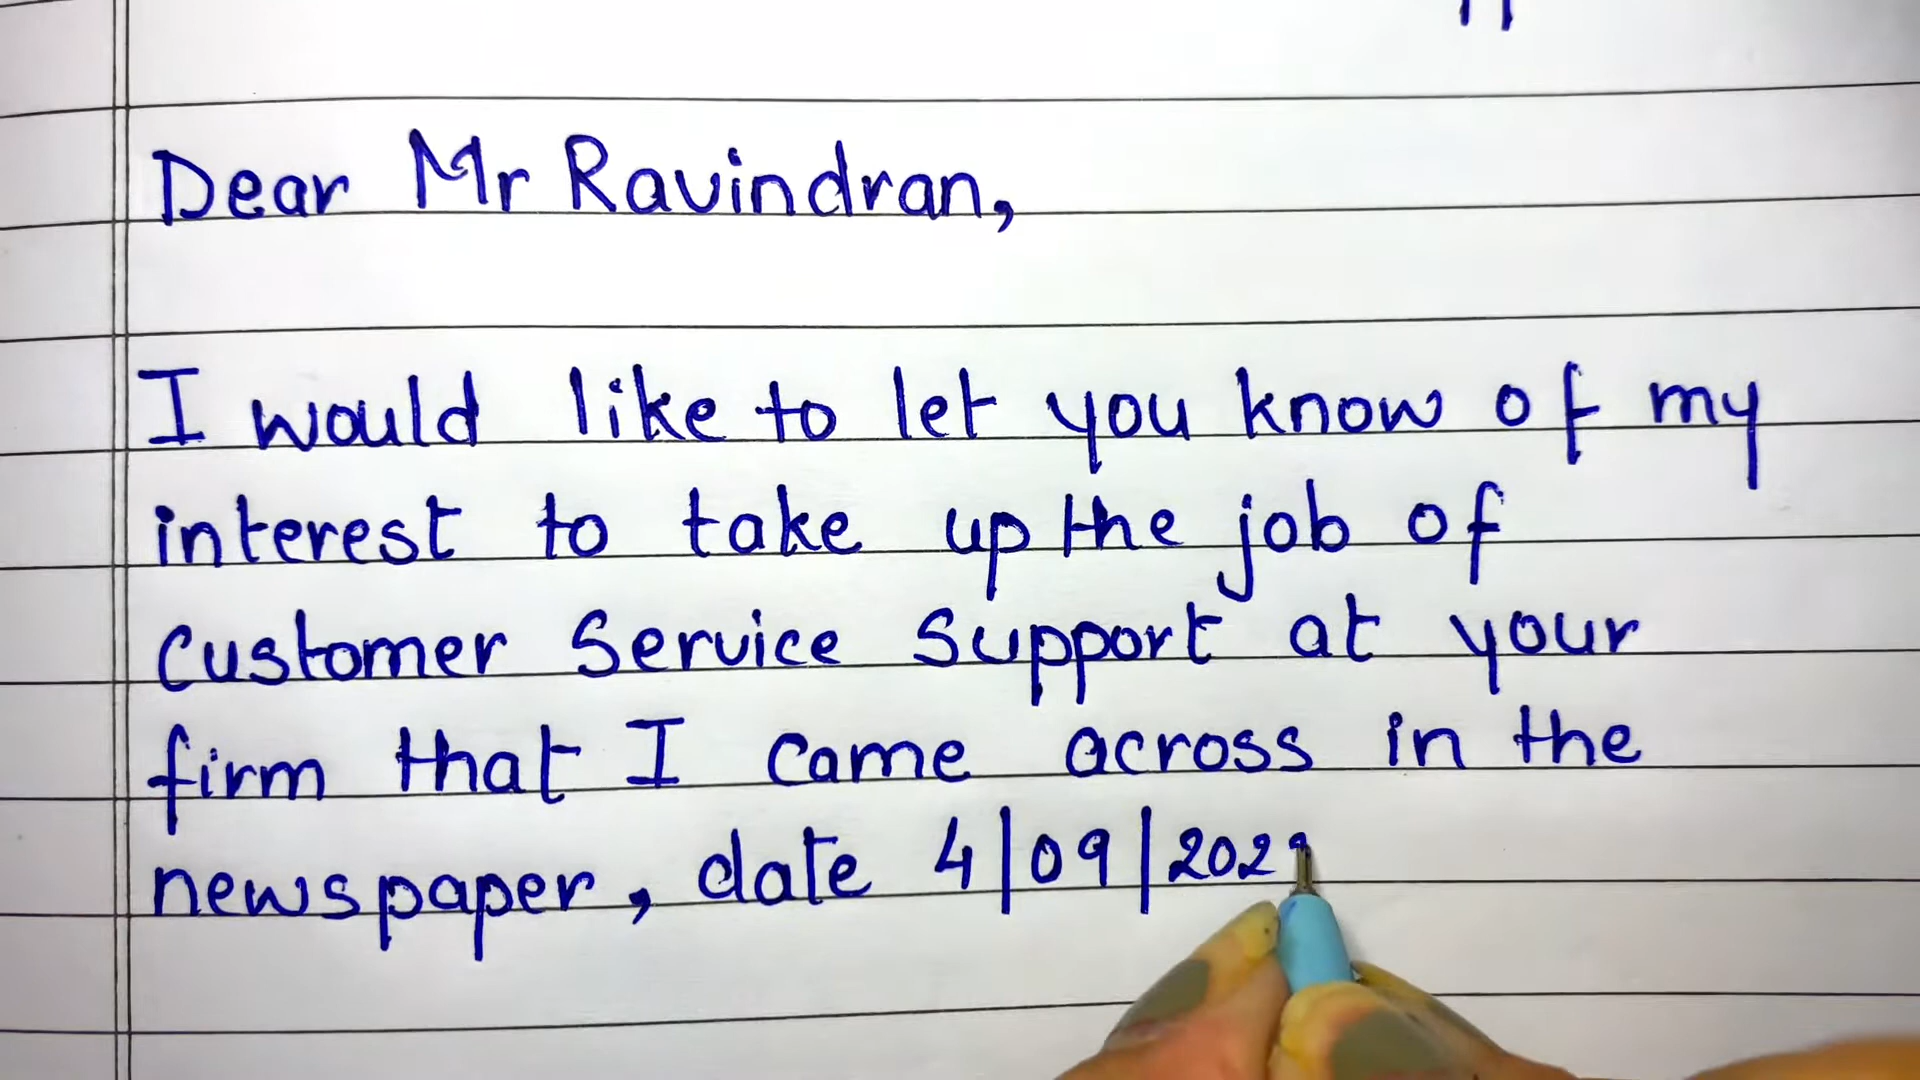 Dear Mr Ravindran,
I would like to let you know of my
interest to take up the job of
Customer Service Support at your
firm that I came across in the
newspaper, date 4/09/202